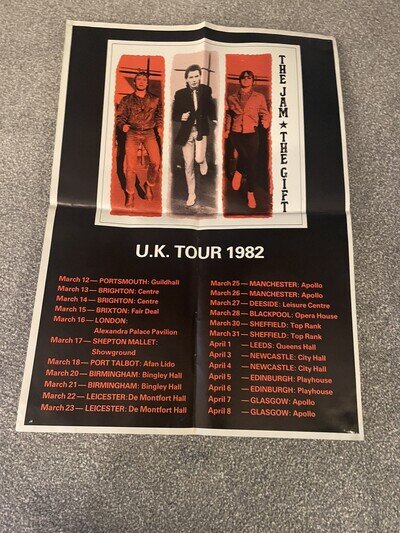 THE JAM ★ THE GIFT
U.K. TOUR 1982
March 12 — PORTSMOUTH: Guildhall
March 13 — BRIGHTON: Centre
March 14 — BRIGHTON: Centre
March 15 — BRIXTON: Fair Deal
March 16 — LONDON:
Alexandra Palace Pavilion
March 17 — SHEPTON MALLET:
Showground
March 18 — PORT TALBOT: Afan Lido
March 20 — BIRMINGHAM: Bingley Hall
March 21 — BIRMINGHAM: Bingley Hall
March 22 — LEICESTER: De Montfort Hall
March 23 — LEICESTER: De Montfort Hall
March 25 — MANCHESTER: Apollo
March 26 — MANCHESTER: Apollo
March 27 — DEESIDE: Leisure Centre
March 28 — BLACKPOOL: Opera House
March 30 — SHEFFIELD: Top Rank
March 31 — SHEFFIELD: Top Rank
April 1 — LEEDS: Queens Hall
April 3 — NEWCASTLE: City Hall
April 4 — NEWCASTLE: City Hall
April 5 — EDINBURGH: Playhouse
April 6 — EDINBURGH: Playhouse
April 7 — GLASGOW: Apollo
April 8 — GLASGOW: Apollo